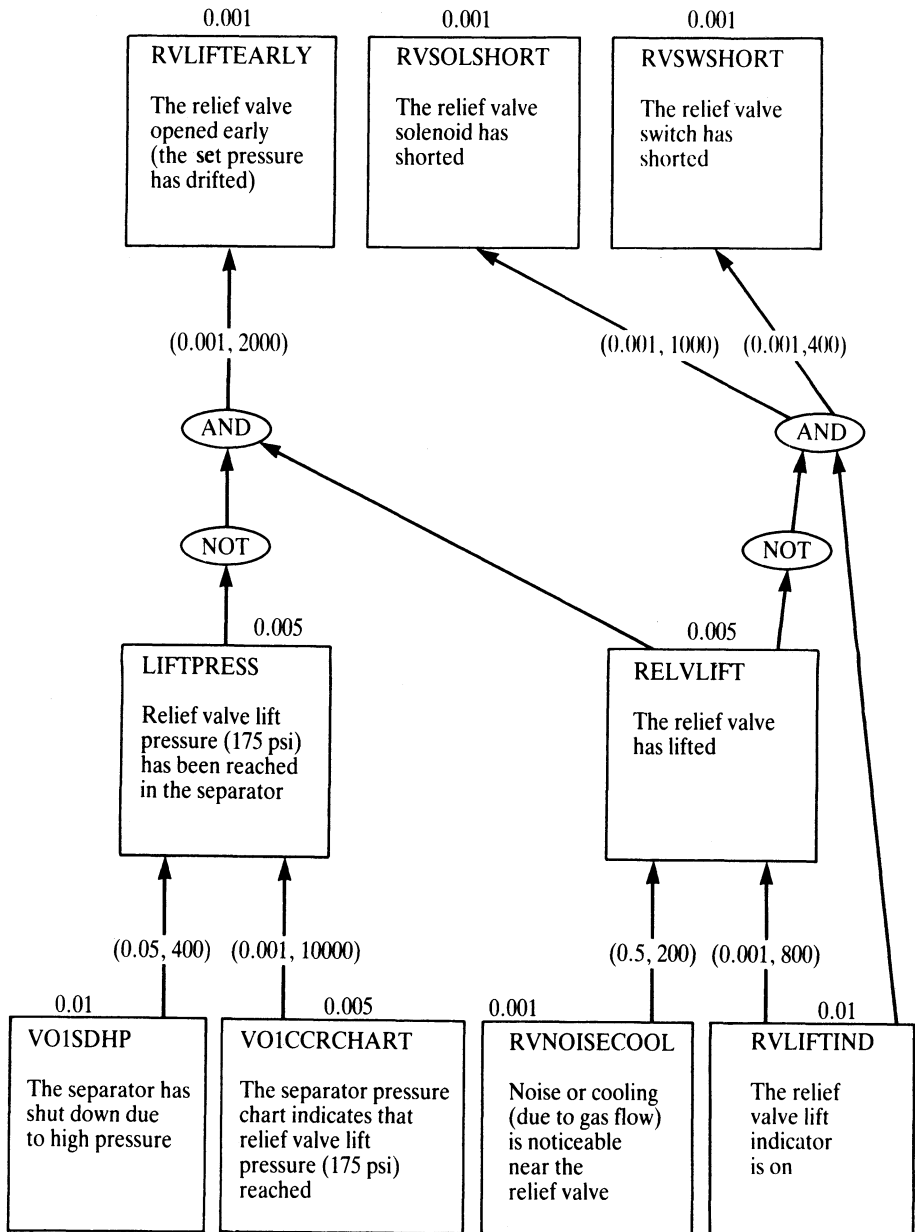 0.001
RVLIFTEARLY
The relief valve
opened early
(the set pressure
has drifted)
0.001
RVSOLSHORT
The relief valve
solenoid has
shorted
0.001
RVSWSHORT
The relief valve
switch has
shorted
(0.001, 2000)
(0.001, 1000)
(0.001,400)
AND
AND
NOT
NOT
0.005
LIFTPRESS
Relief valve lift
pressure (175 psi)
has been reached
in the separator
0.005
RELVLIFT
The relief valve
has lifted
(0.05, 400)
(0.001, 10000)
(0.5, 200)
(0.001, 800)
0.01
VO1SDHP
The separator has
shut down due
to high pressure
0.005
VO1CCRCHART
The separator pressure
chart indicates that
relief valve lift
pressure (175 psi)
reached
0.001
RVNOISECOOL
Noise or cooling
(due to gas flow)
is noticeable
near the
relief valve
0.01
RVLIFTIND
The relief
valve lift
indicator
is on